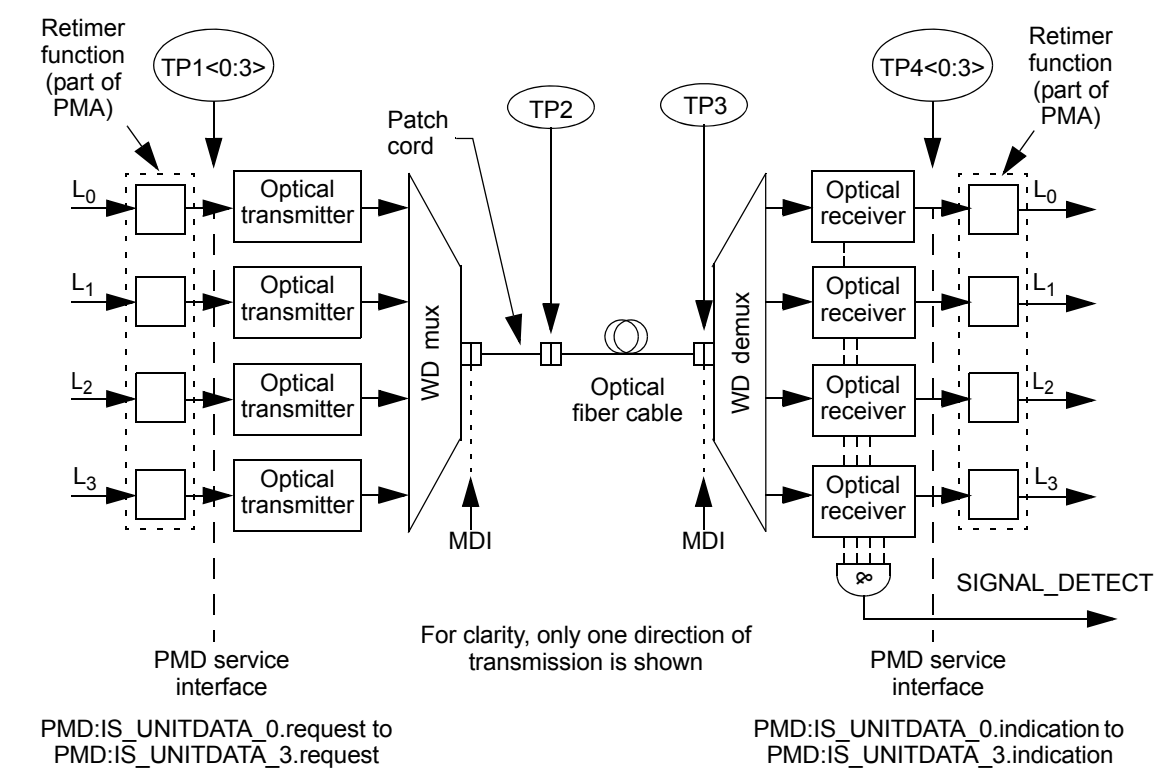 Retimer
function
(part of
PMA)
TP1<0:3>
Patch
cord
TP2
TP3
TP4<0:3>
Retimer
function
(part of
PMA)
L0
Optical
transmitter
Optical
receiver
L0
L1
Optical
transmitter
Optical
receiver
L1
WD mux
WD demux
L2
Optical
transmitter
Optical
fiber cable
Optical
receiver
L2
L3
Optical
transmitter
Optical
receiver
L3
MDI
MDI
&
SIGNAL_DETECT
For clarity, only one direction of
transmission is shown
PMD service
interface
PMD service
interface
PMD:IS_UNITDATA_0.request to
PMD:IS_UNITDATA_3.request
PMD:IS_UNITDATA_0.indication to
PMD:IS_UNITDATA_3.indication